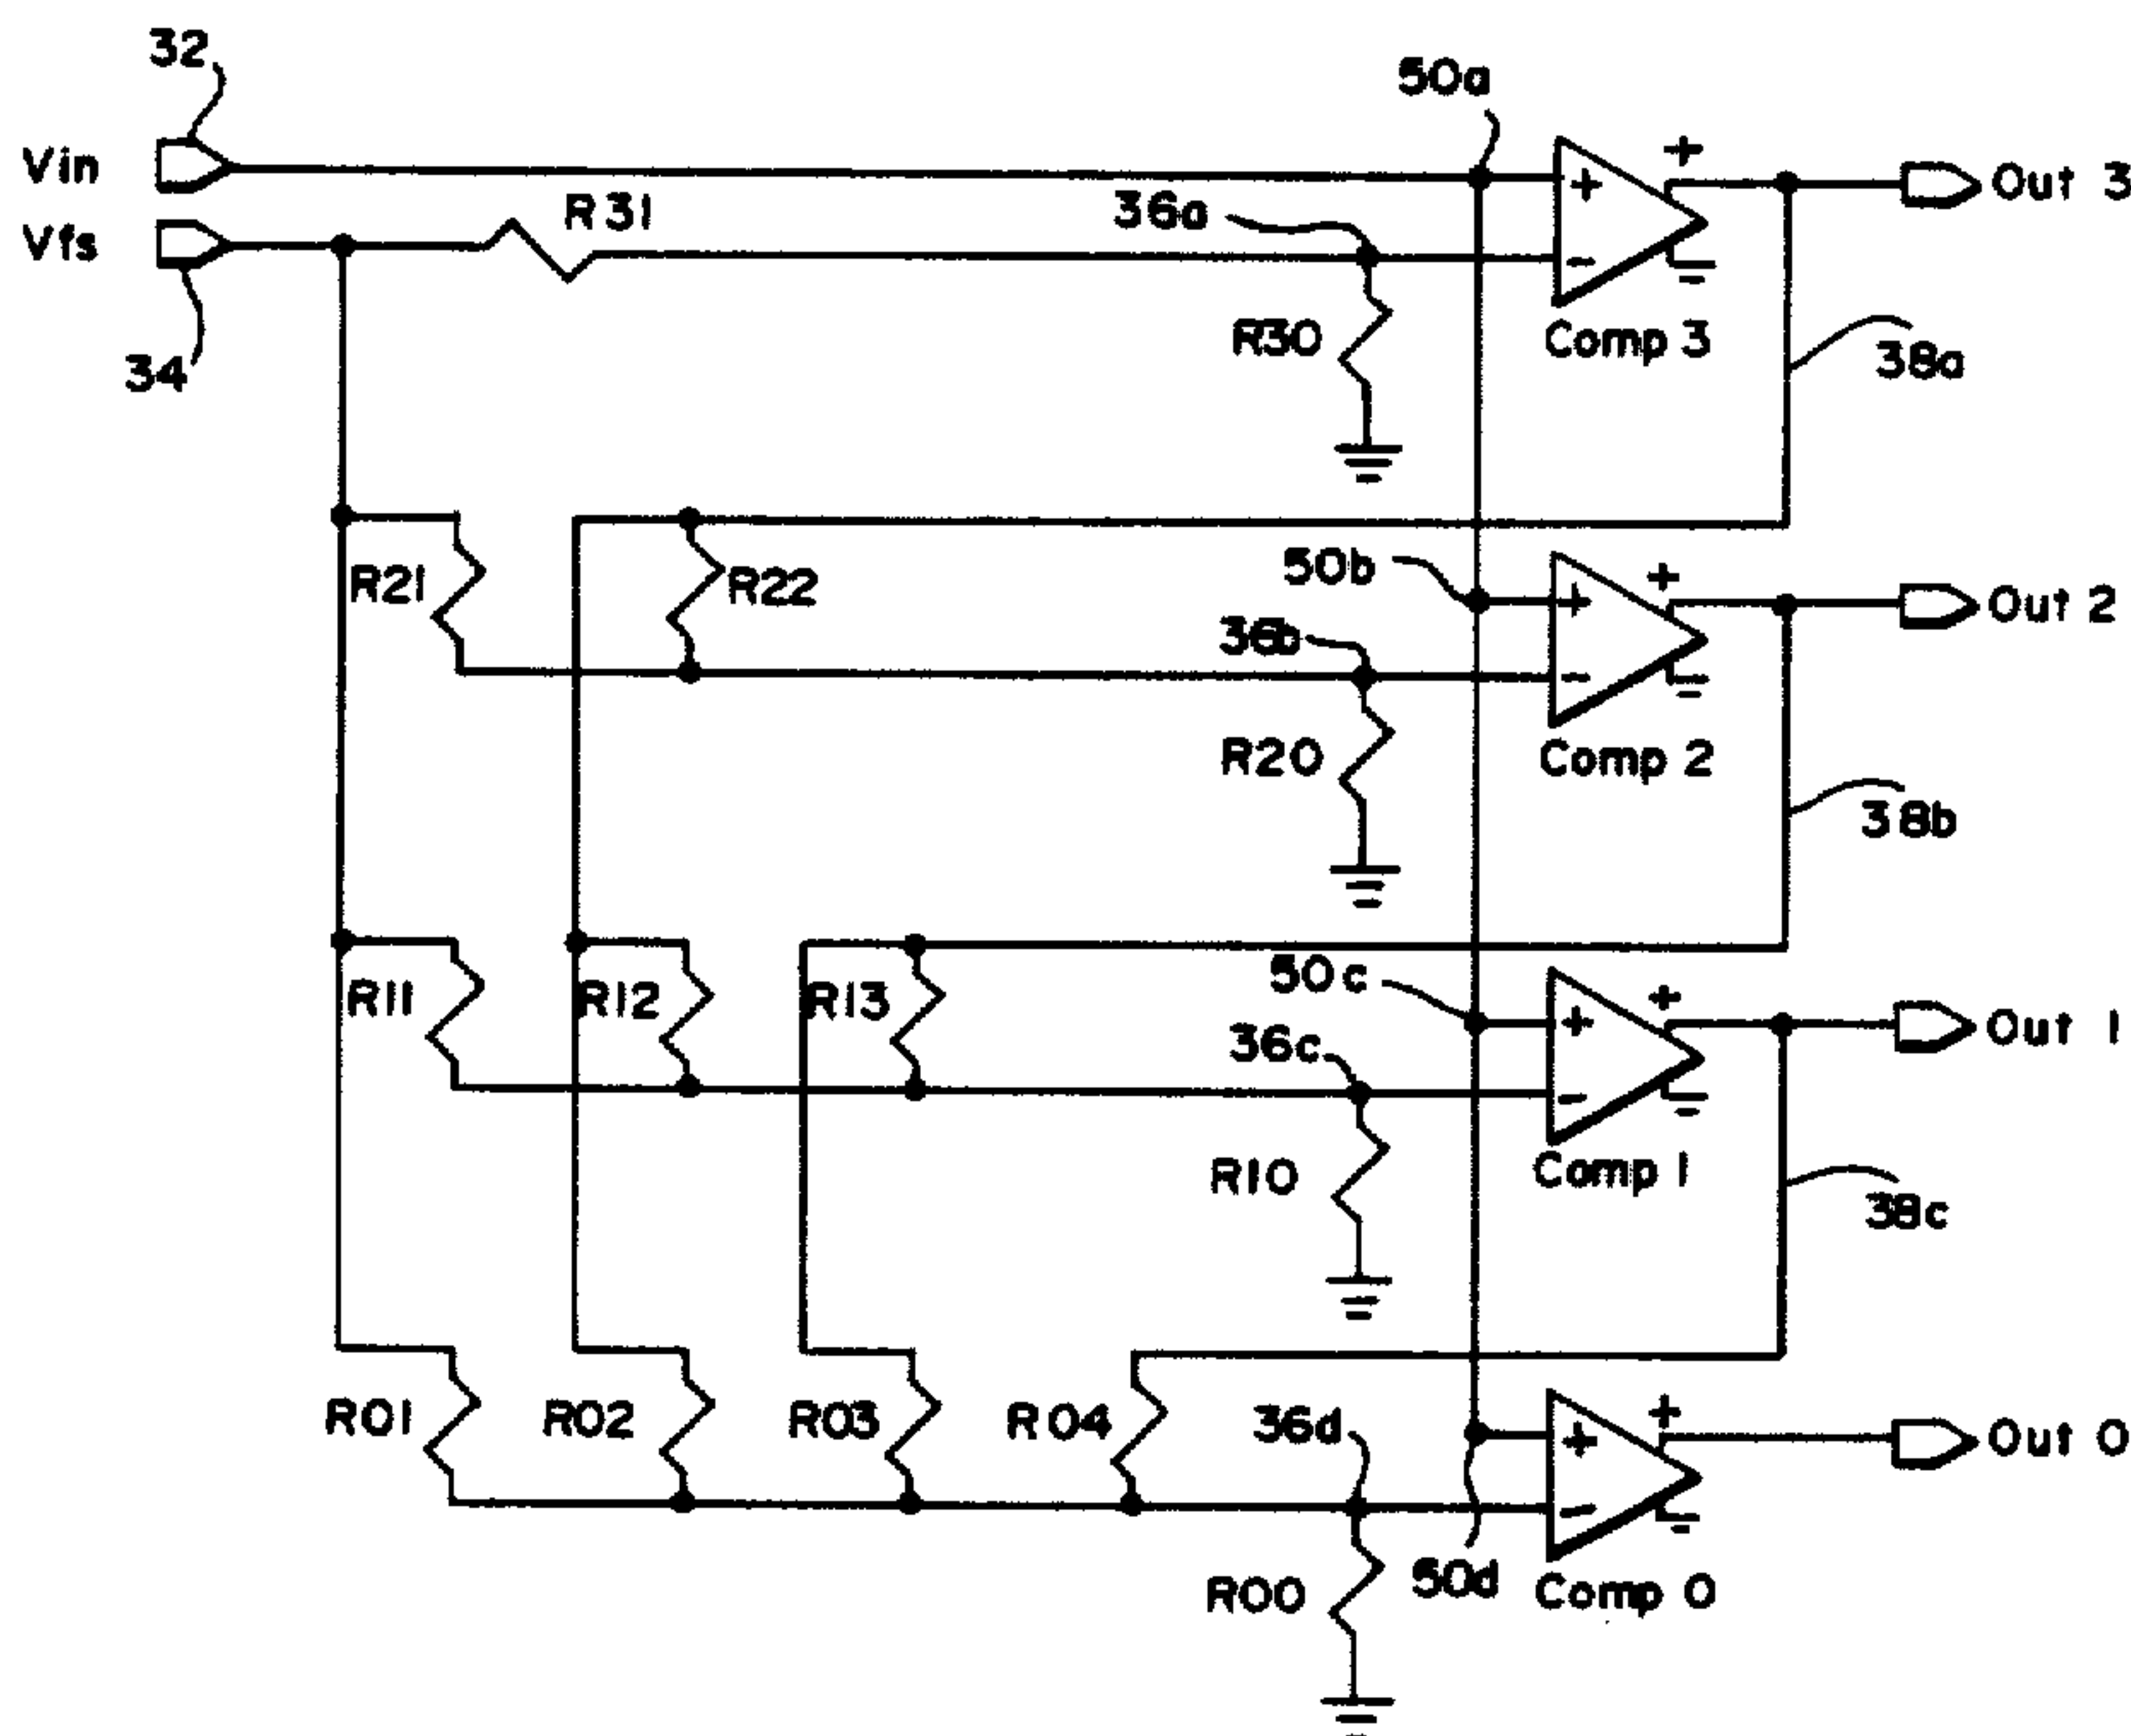 32
50a
Vin
+
+
Out 3
R31
36a
Vfs
-
R30
Comp 3
38a
34
50b
+
R21
R22
+
Out 2
36b
-
R20
Comp 2
38b
50c
R11
R12
R13
+
+
Out 1
36c
-
R10
Comp 1
38c
R01
R02
R03
R04
36d
+
+
Out 0
-
R00
50d
Comp 0